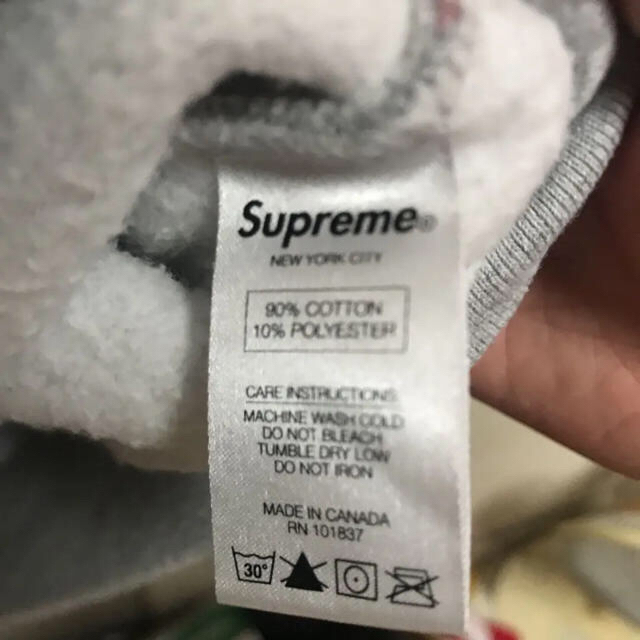 Supreme®
NEW YORK CITY
90% COTTON
10% POLYESTER
CARE INSTRUCTIONS
MACHINE WASH COLD
DO NOT BLEACH
TUMBLE DRY LOW
DO NOT IRON
MADE IN CANADA
RN 101837
30°